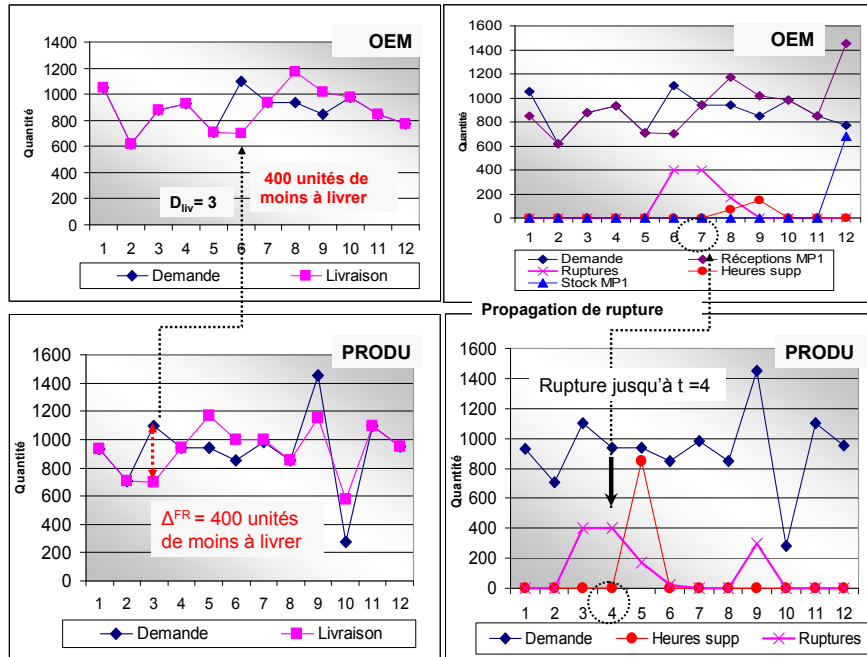 OEM
1400
1200
1000
800
600
400
200
0
Quantité
D_liv = 3
400 unités de
moins à livrer
1 2 3 4 5 6 7 8 9 10 11 12
Demande Livraison
OEM
1600
1400
1200
1000
800
600
400
200
0
Quantité
1 2 3 4 5 6 7 8 9 10 11 12
Demande Réceptions MP1
Ruptures Heures supp
Stock MP1
Propagation de rupture
PRODU
1600
1400
1200
1000
800
600
400
200
0
Quantité
Δ^FR = 400 unités
de moins à livrer
1 2 3 4 5 6 7 8 9 10 11 12
Demande Livraison
PRODU
1600
1400
1200
1000
800
600
400
200
0
Quantité
Rupture jusqu'à t =4
1 2 3 4 5 6 7 8 9 10 11 12
Demande Heures supp Ruptures